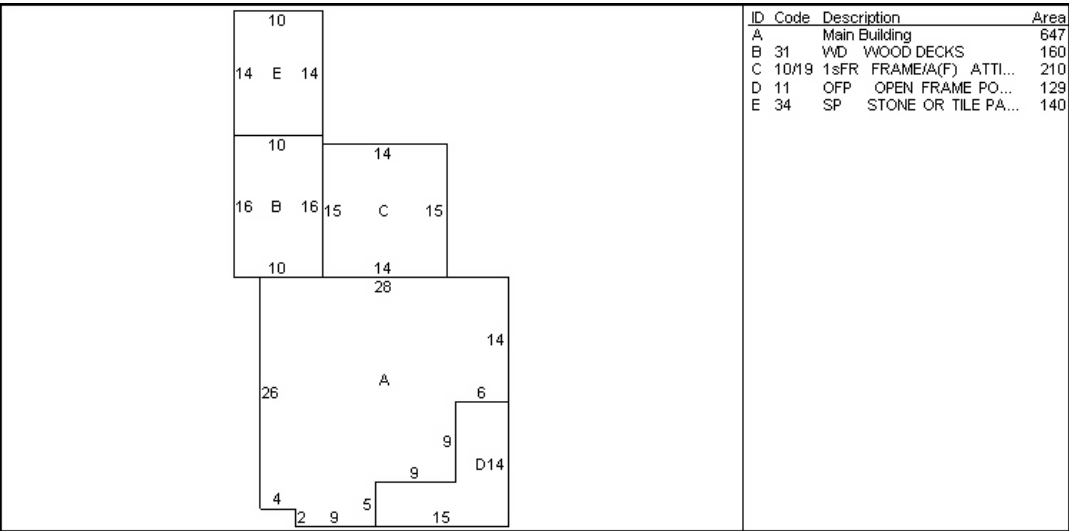 10
14 E 14
10
16 B 16
10
14
15 C 15
14
28
14
A
26
6
9
9
D14
4
5
2 9
15
ID Code Description Area
A Main Building 647
B 31 WD WOOD DECKS 160
C 10/19 1sFR FRAME/A(F) ATTI... 210
D 11 OFP OPEN FRAME PO... 129
E 34 SP STONE OR TILE PA... 140